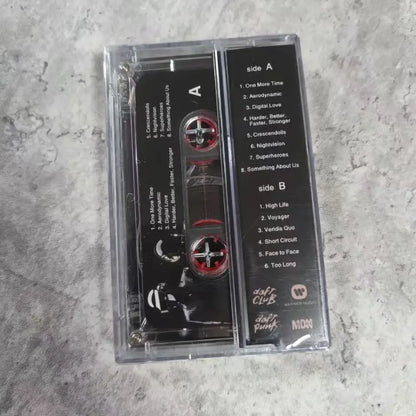 A
1. One More Time
2. Aerodynamic
3. Digital Love
4. Harder, Better, Faster, Stronger
5. Crescendolls
6. Nightvision
7. Superheroes
8. Something About Us
side A
1. One More Time
2. Aerodynamic
3. Digital Love
4. Harder, Better,
Faster, Stronger
5. Crescendolls
6. Nightvision
7. Superheroes
8. Something About Us
side B
1. High Life
2. Voyager
3. Veridis Quo
4. Short Circuit
5. Face to Face
6. Too Long
daft
CLUB
daft
punk